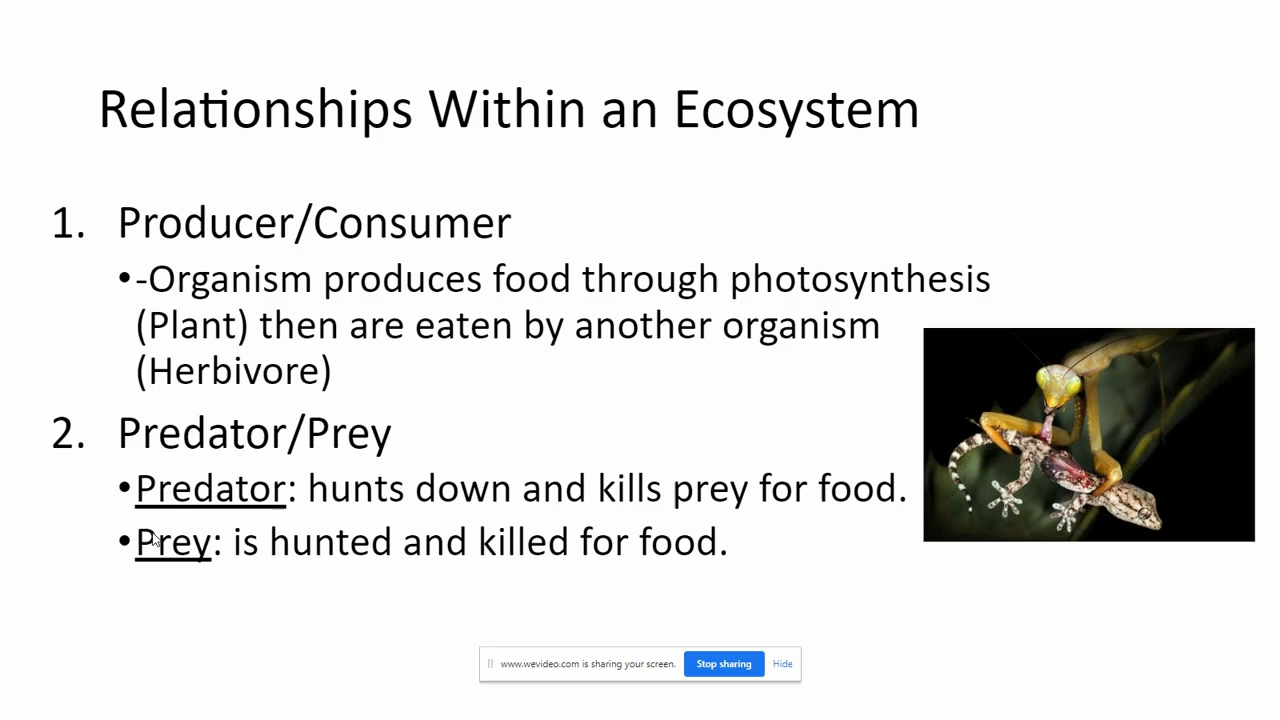 Relationships Within an Ecosystem
1. Producer/Consumer
•-Organism produces food through photosynthesis
(Plant) then are eaten by another organism
(Herbivore)
2. Predator/Prey
•Predator: hunts down and kills prey for food.
•Prey: is hunted and killed for food.
www.wevideo.com is sharing your screen. Stop sharing Hide